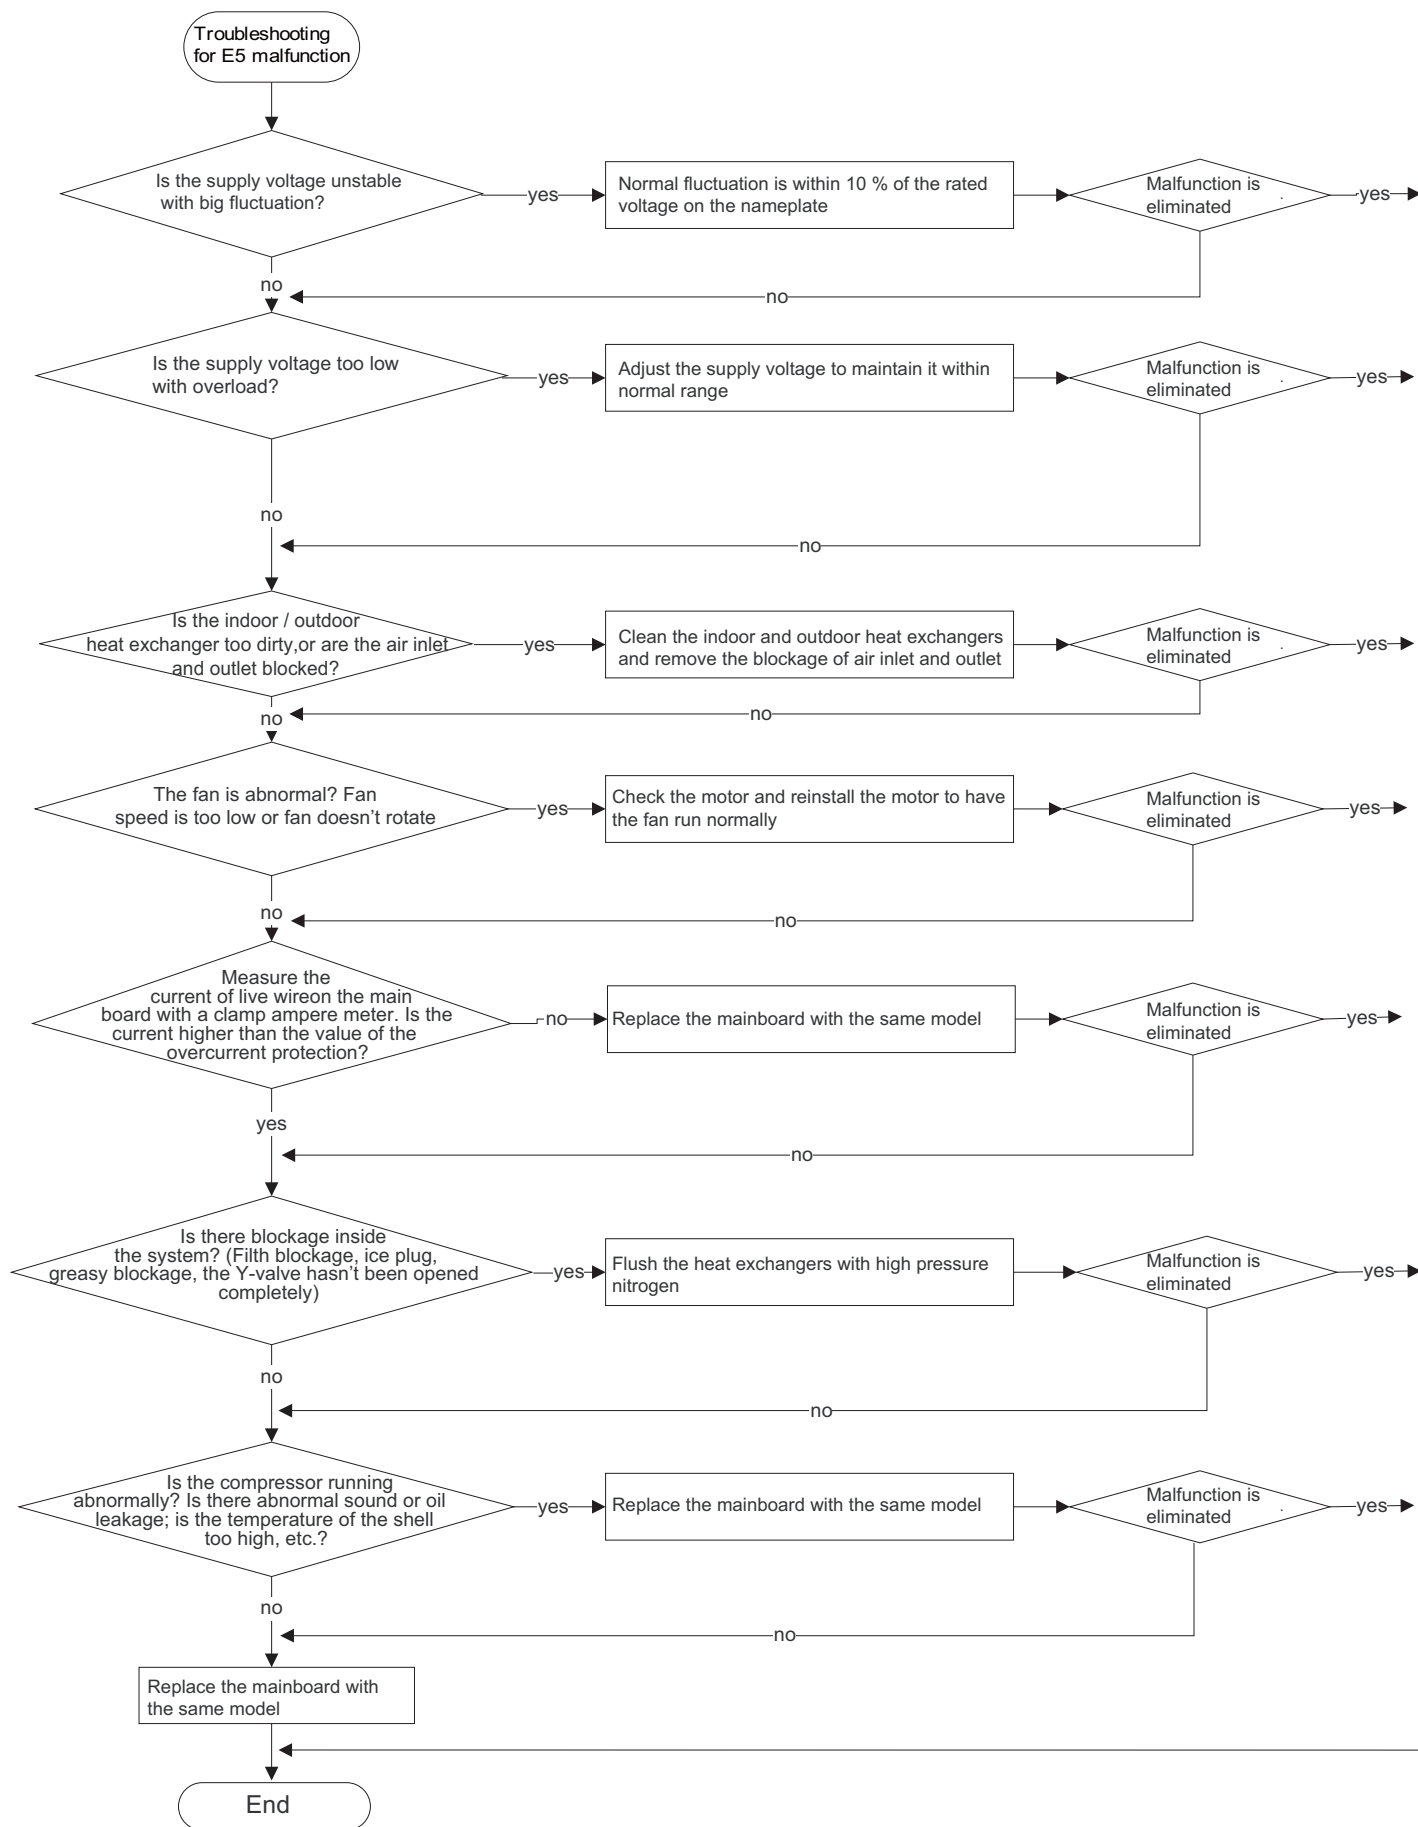 Troubleshooting
for E5 malfunction
Is the supply voltage unstable
with big fluctuation?
yes
Normal fluctuation is within 10 % of the rated
voltage on the nameplate
Malfunction is
eliminated
yes
no
no
Is the supply voltage too low
with overload?
yes
Adjust the supply voltage to maintain it within
normal range
Malfunction is
eliminated
yes
no
no
Is the indoor / outdoor
heat exchanger too dirty,or are the air inlet
and outlet blocked?
yes
Clean the indoor and outdoor heat exchangers
and remove the blockage of air inlet and outlet
Malfunction is
eliminated
yes
no
no
The fan is abnormal? Fan
speed is too low or fan doesn't rotate
yes
Check the motor and reinstall the motor to have
the fan run normally
Malfunction is
eliminated
yes
no
no
Measure the
current of live wireon the main
board with a clamp ampere meter. Is the
current higher than the value of the
overcurrent protection?
no
Replace the mainboard with the same model
Malfunction is
eliminated
yes
yes
no
Is there blockage inside
the system? (Filth blockage, ice plug,
greasy blockage, the Y-valve hasn't been opened
completely)
yes
Flush the heat exchangers with high pressure
nitrogen
Malfunction is
eliminated
yes
no
no
Is the compressor running
abnormally? Is there abnormal sound or oil
leakage; is the temperature of the shell
too high, etc.?
yes
Replace the mainboard with the same model
Malfunction is
eliminated
yes
no
no
Replace the mainboard with
the same model
End